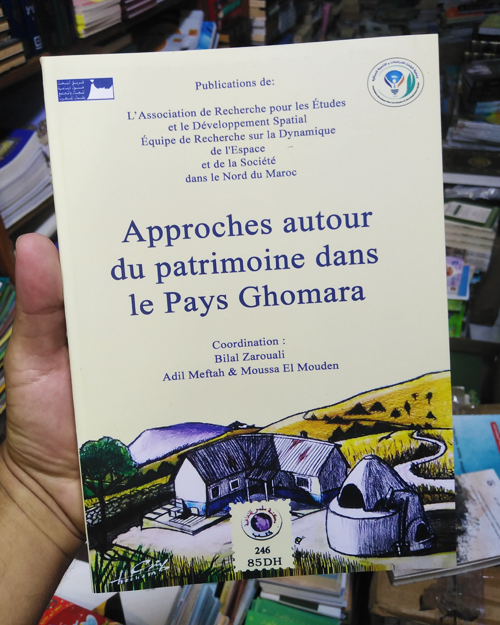 Publications de:
L'Association de Recherche pour les Études
et le Développement Spatial
Équipe de Recherche sur la Dynamique
de l'Espace
et de la Société
dans le Nord du Maroc
Approches autour
du patrimoine dans
le Pays Ghomara
Coordination :
Bilal Zarouali
Adil Meftah & Moussa El Mouden
246
85DH